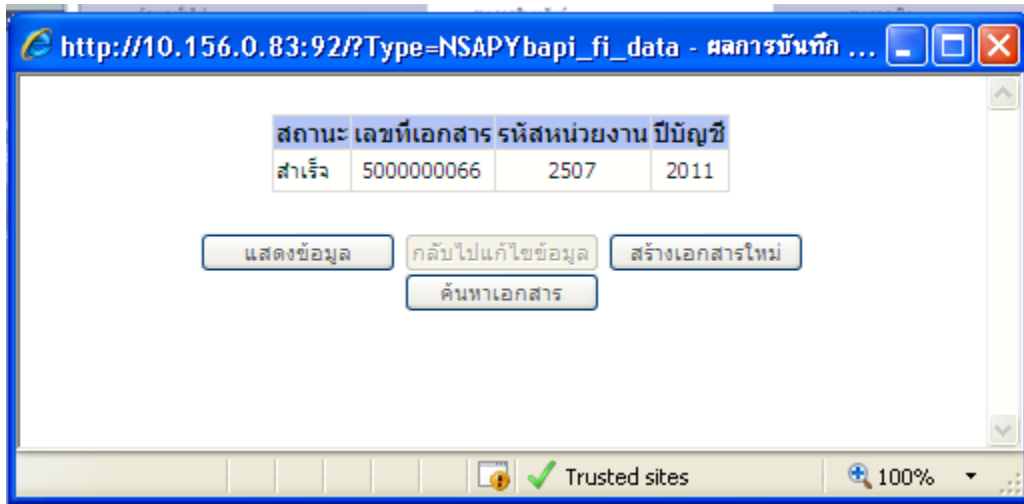 http://10.156.0.83:92/?Type=NSAPYbapi_fi_data - ผลการบันทึก ...
สถานะ เลขที่เอกสาร รหัสหน่วยงาน ปีบัญชี
สำเร็จ 5000000066 2507 2011
แสดงข้อมูล กลับไปแก้ไขข้อมูล สร้างเอกสารใหม่
ค้นหาเอกสาร
Trusted sites 100%